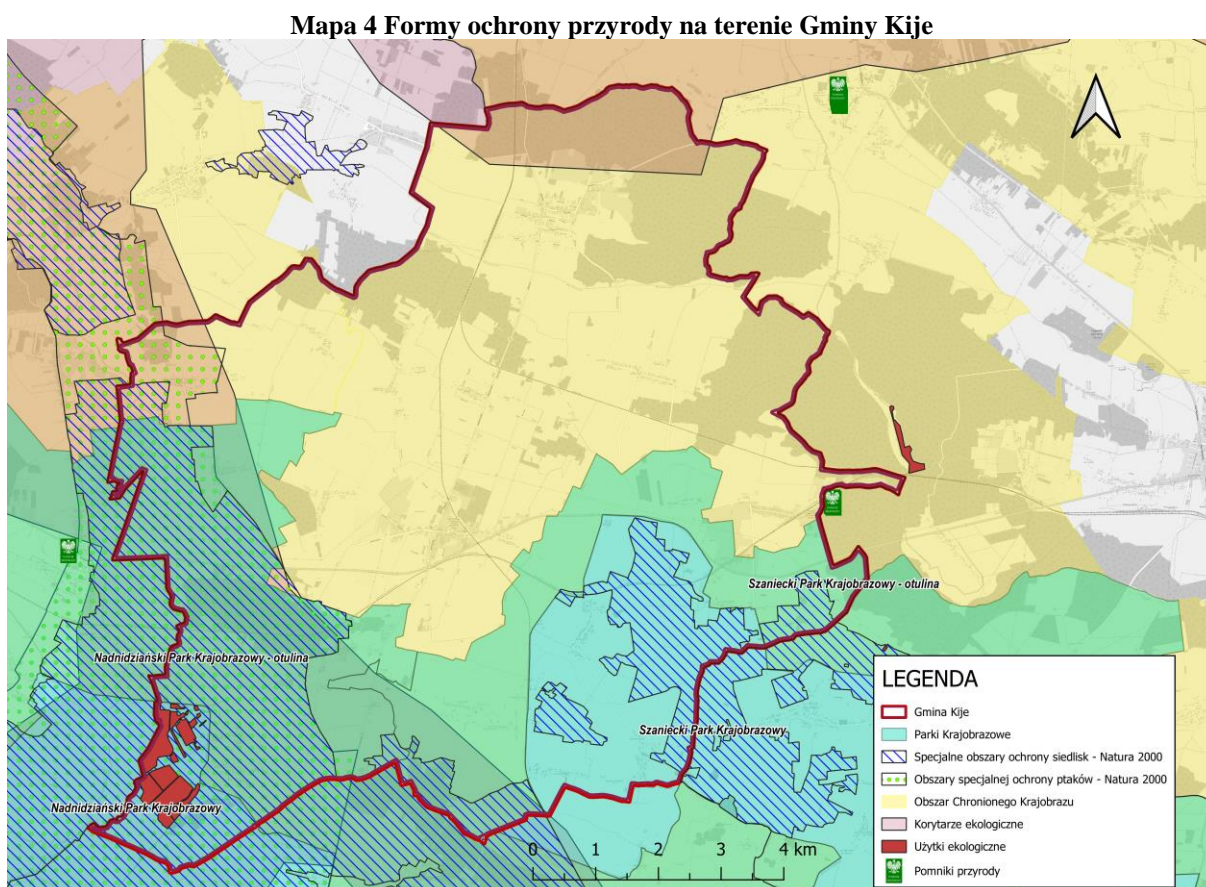 Mapa 4 Formy ochrony przyrody na terenie Gminy Kije
Szaniecki Park Krajobrazowy - otulina
Nadnidziański Park Krajobrazowy - otulina
Szaniecki Park Krajobrazowy
Nadnidziański Park Krajobrazowy
0 1 2 3 4 km
LEGENDA
Gmina Kije
Parki Krajobrazowe
Specjalne obszary ochrony siedlisk - Natura 2000
Obszary specjalnej ochrony ptaków - Natura 2000
Obszar Chronionego Krajobrazu
Korytarze ekologiczne
Użytki ekologiczne
Pomniki przyrody